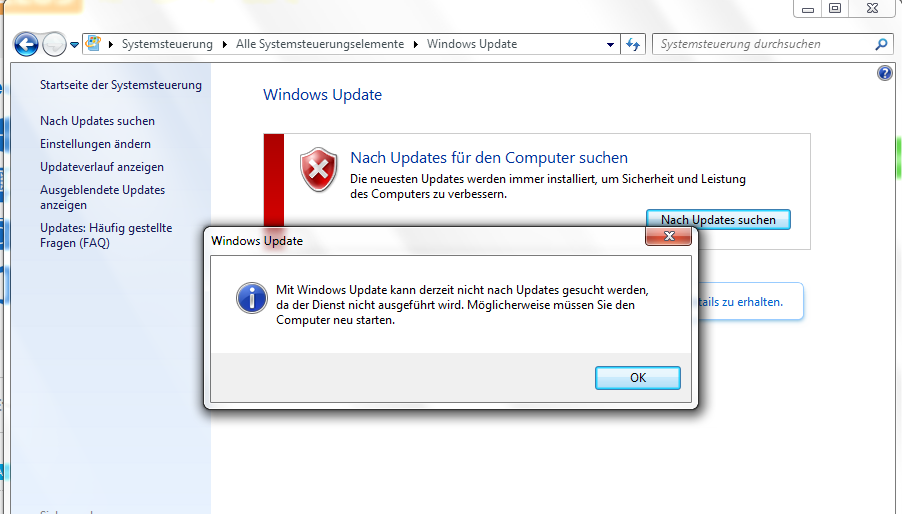 Systemsteuerung
Alle Systemsteuerungselemente
Windows Update
Systemsteuerung durchsuchen
Startseite der Systemsteuerung
Nach Updates suchen
Einstellungen ändern
Updateverlauf anzeigen
Ausgeblendete Updates
anzeigen
Updates: Häufig gestellte
Fragen (FAQ)
Windows Update
Nach Updates für den Computer suchen
Die neuesten Updates werden immer installiert, um Sicherheit und Leistung
des Computers zu verbessern.
Nach Updates suchen
zu erhalten.
Windows Update
Mit Windows Update kann derzeit nicht nach Updates gesucht werden,
da der Dienst nicht ausgeführt wird. Möglicherweise müssen Sie den
Computer neu starten.
OK